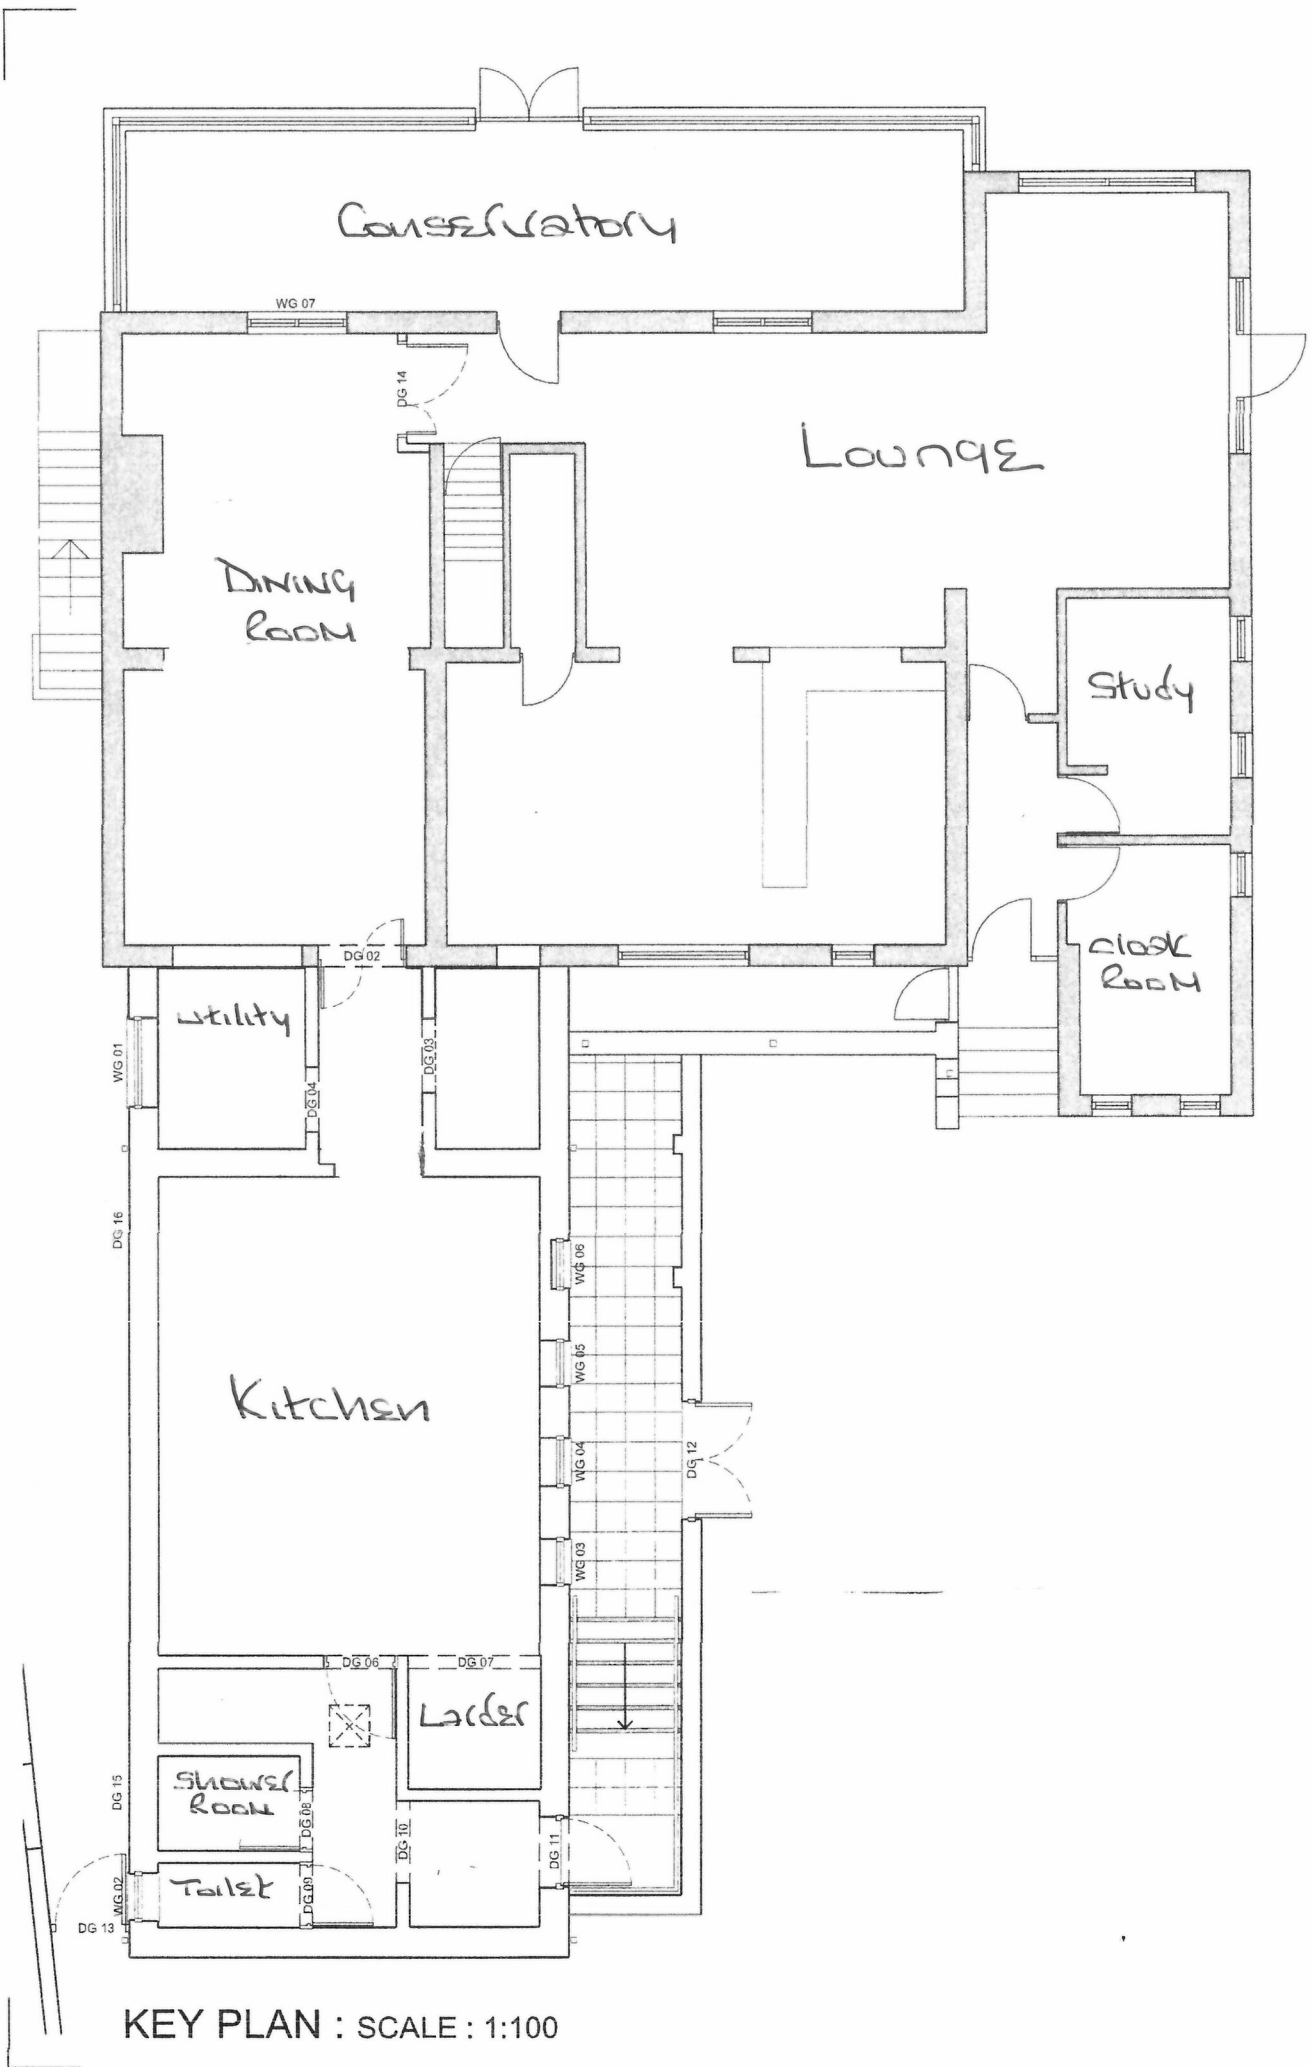 Conservatory
WG 07
DG 14
Lounge
DINING
ROOM
Study
DG 02
Cloak
ROOM
utility
WG 01
DG 04
DG 03
DG 16
WG 06
WG 05
Kitchen
WG 04
DG 12
WG 03
DG 06
DG 07
Larder
DG 15
Shower
ROOM
DG 08
DG 10
DG 11
WG 02
Toilet
DG 09
DG 13
KEY PLAN : SCALE : 1:100